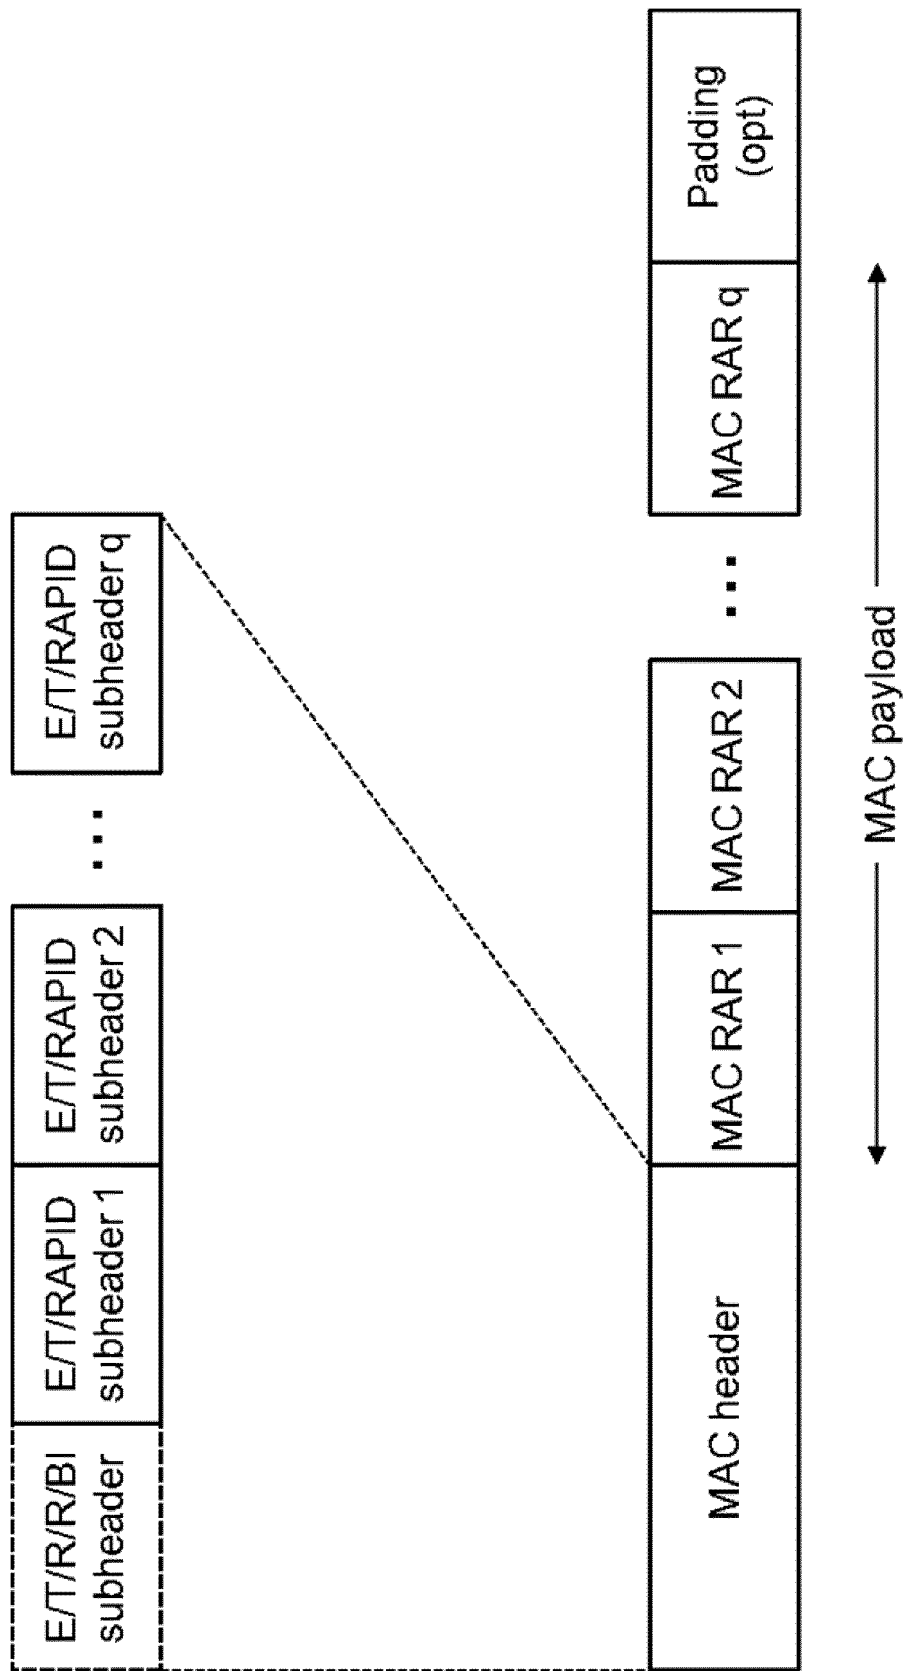 E/T/R/R/BI
subheader
E/T/RAPID
subheader 1
E/T/RAPID
subheader 2
...
E/T/RAPID
subheader q
MAC header
MAC RAR 1
MAC RAR 2
...
MAC RAR q
Padding
(opt)
MAC payload